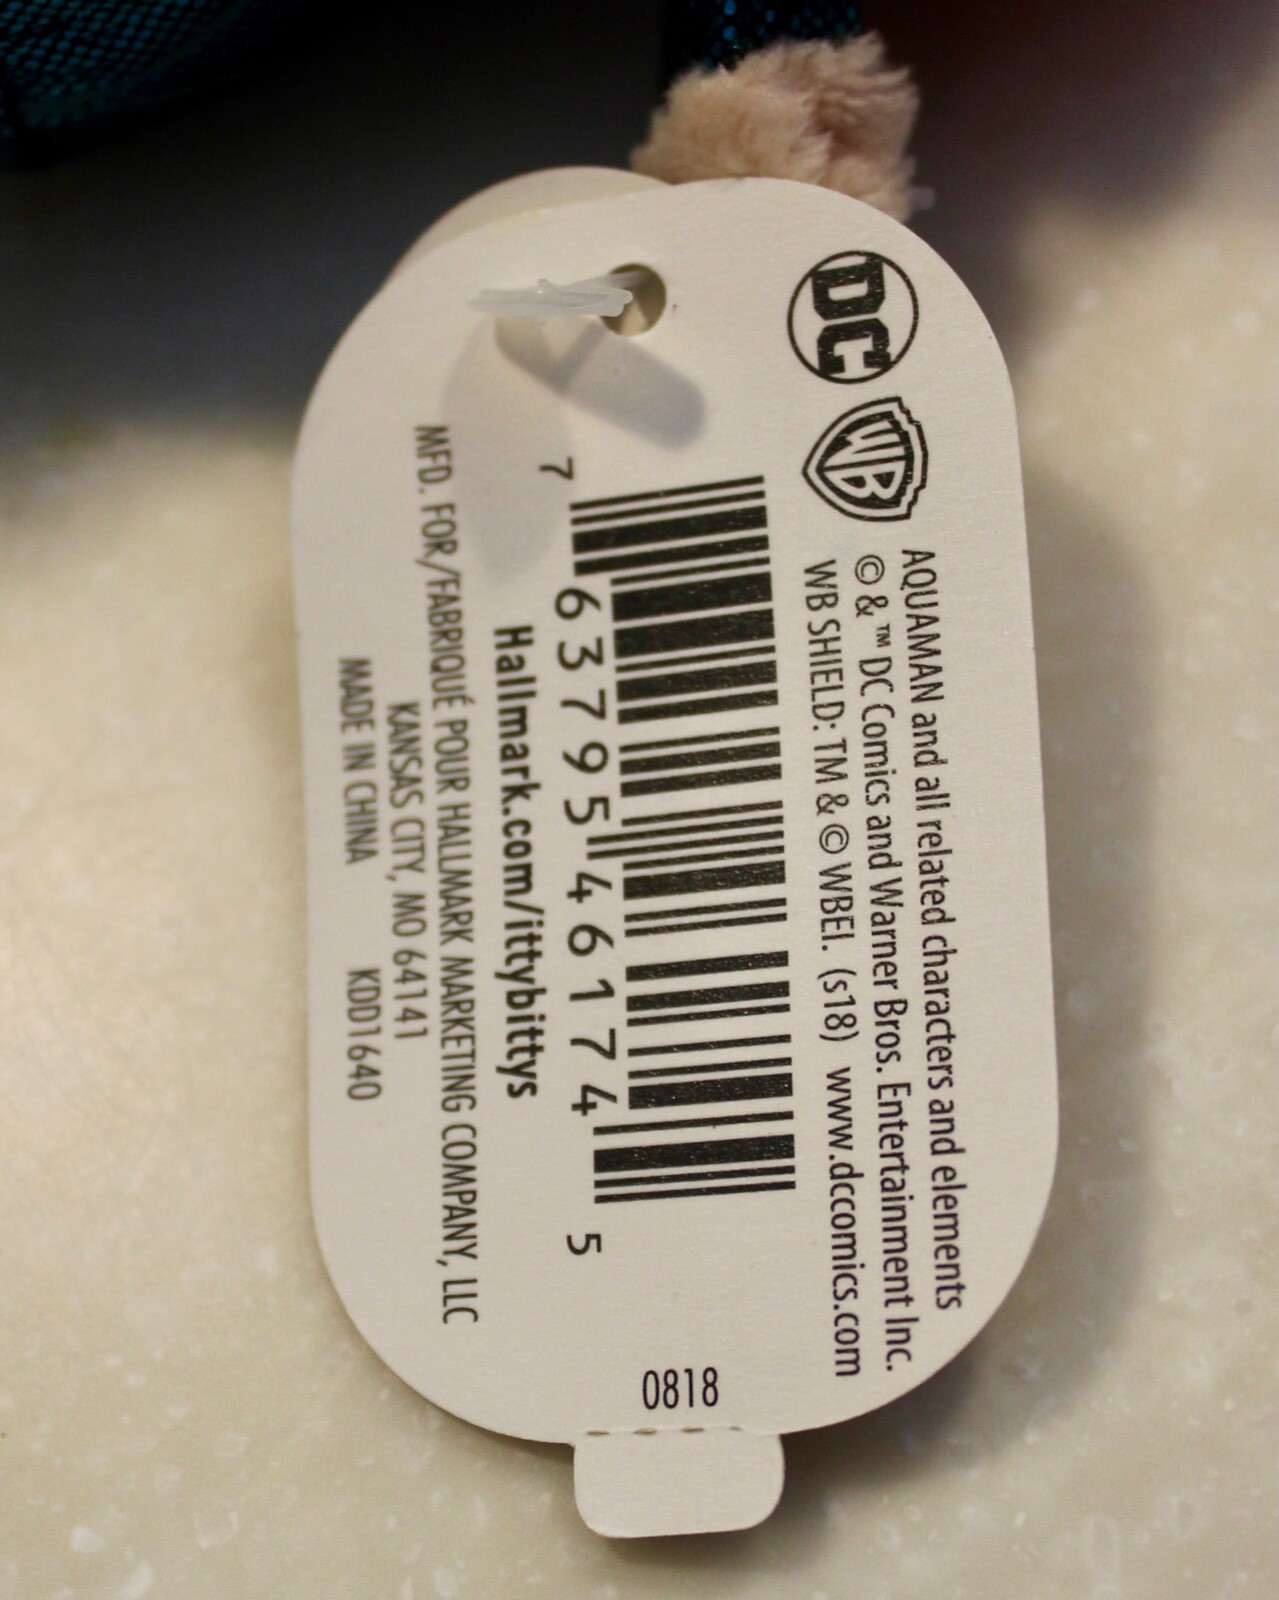 DC
WB
AQUAMAN and all related characters and elements
© & ™ DC Comics and Warner Bros. Entertainment Inc.
WB SHIELD: TM & © WBEI. (s18) www.dccomics.com
7 63795 46174 5
Hallmark.com/ittybittys
MFD. FOR/FABRIQUÉ POUR HALLMARK MARKETING COMPANY, LLC
KANSAS CITY, MO 64141
MADE IN CHINA KDD1640
0818